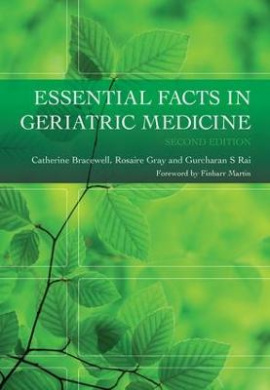 ESSENTIAL FACTS IN
GERIATRIC MEDICINE
SECOND EDITION
Catherine Bracewell, Rosaire Gray and Gurcharan S Rai
Foreword by Finbarr Martin